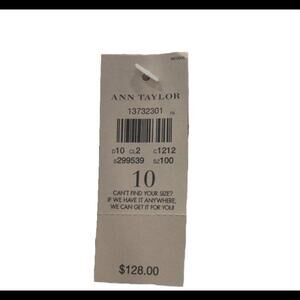 ANN TAYLOR
13732301
D10 CL2 C1212
S299539 SZ100
10
CAN'T FIND YOUR SIZE?
IF WE HAVE IT ANYWHERE,
WE CAN GET IT FOR YOU!
$128.00